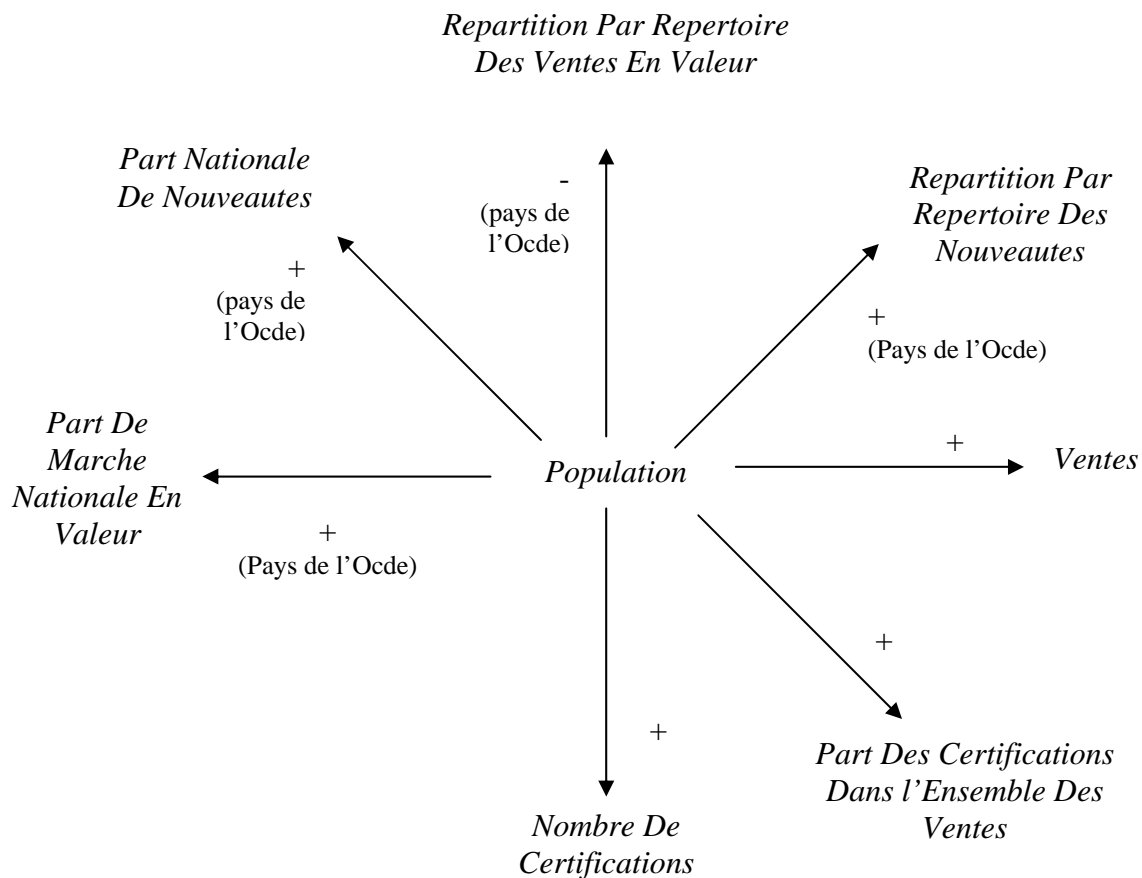 Repartition Par Repertoire
Des Ventes En Valeur
Part Nationale
De Nouveautes
-
(pays de
l'Ocde)
Repartition Par
Repertoire Des
Nouveautes
+
(pays de
l'Ocde)
+
(Pays de l'Ocde)
Part De
Marche
Nationale En
Valeur
+
(Pays de l'Ocde)
Population
+
Ventes
+
Part Des Certifications
Dans l'Ensemble Des
Ventes
+
Nombre De
Certifications